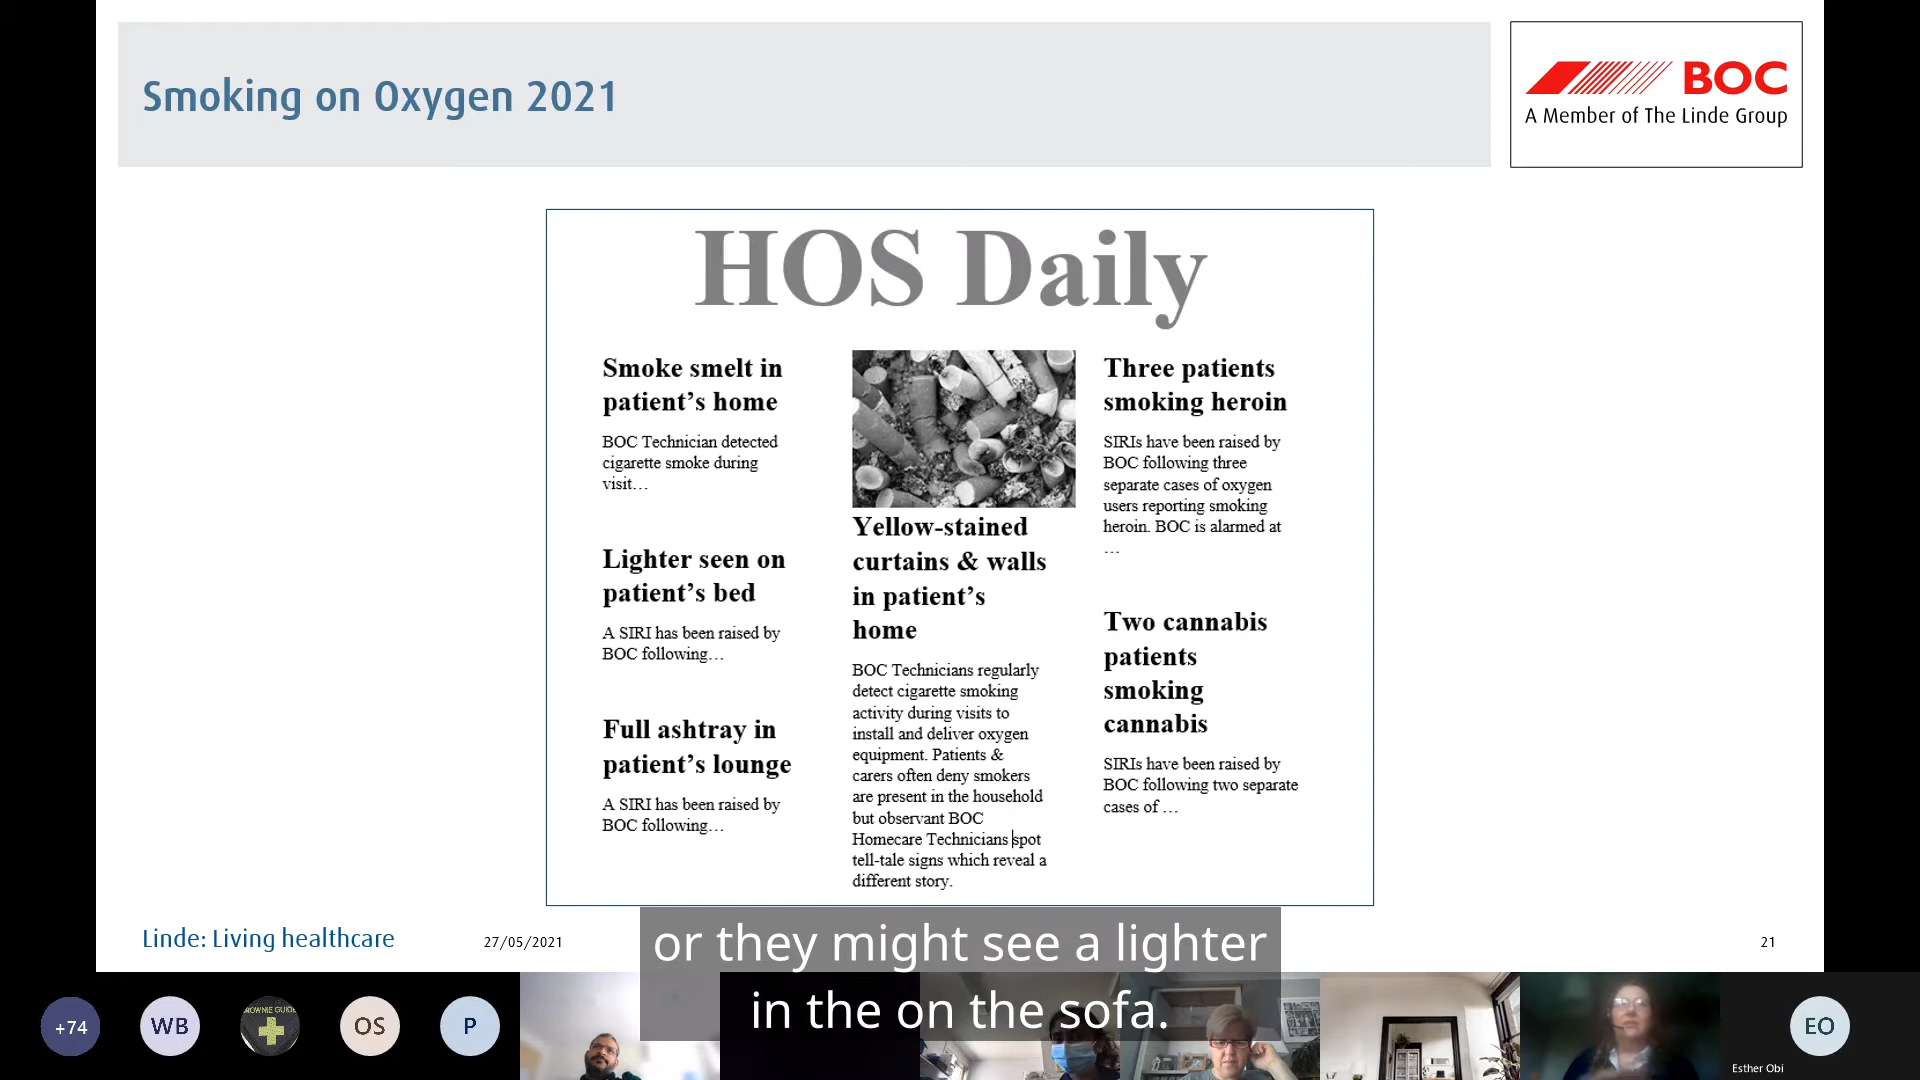 Smoking on Oxygen 2021
BOC
A Member of The Linde Group
HOS Daily
Smoke smelt in
patient’s home
BOC Technician detected
cigarette smoke during
visit…
Lighter seen on
patient’s bed
A SIRI has been raised by
BOC following…
Full ashtray in
patient’s lounge
A SIRI has been raised by
BOC following…
Yellow-stained
curtains & walls
in patient’s
home
BOC Technicians regularly
detect cigarette smoking
activity during visits to
install and deliver oxygen
equipment. Patients &
carers often deny smokers
are present in the household
but observant BOC
Homecare Technicians spot
tell-tale signs which reveal a
different story.
Three patients
smoking heroin
SIRIs have been raised by
BOC following three
separate cases of oxygen
users reporting smoking
heroin. BOC is alarmed at
…
Two cannabis
patients
smoking
cannabis
SIRIs have been raised by
BOC following two separate
cases of …
Linde: Living healthcare
27/05/2021
21
or they might see a lighter
in the on the sofa.
+74
WB
OS
P
EO
Esther Obi